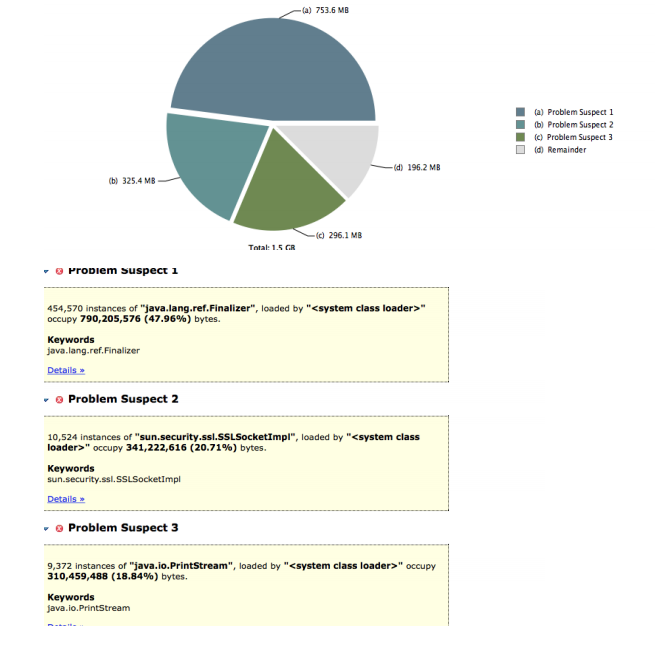 (a) 753.6 MB
(a) Problem Suspect 1
(b) Problem Suspect 2
(c) Problem Suspect 3
(d) Remainder
(d) 196.2 MB
(b) 325.4 MB
(c) 296.1 MB
Total: 1.5 GB
Problem Suspect 1
454,570 instances of "java.lang.ref.Finalizer", loaded by "<system class loader>"
occupy 790,205,576 (47.96%) bytes.
Keywords
java.lang.ref.Finalizer
Details »
Problem Suspect 2
10,524 instances of "sun.security.ssl.SSLSocketImpl", loaded by "<system class
loader>" occupy 341,222,616 (20.71%) bytes.
Keywords
sun.security.ssl.SSLSocketImpl
Details »
Problem Suspect 3
9,372 instances of "java.io.PrintStream", loaded by "<system class loader>" occupy
310,459,488 (18.84%) bytes.
Keywords
java.io.PrintStream
Details »